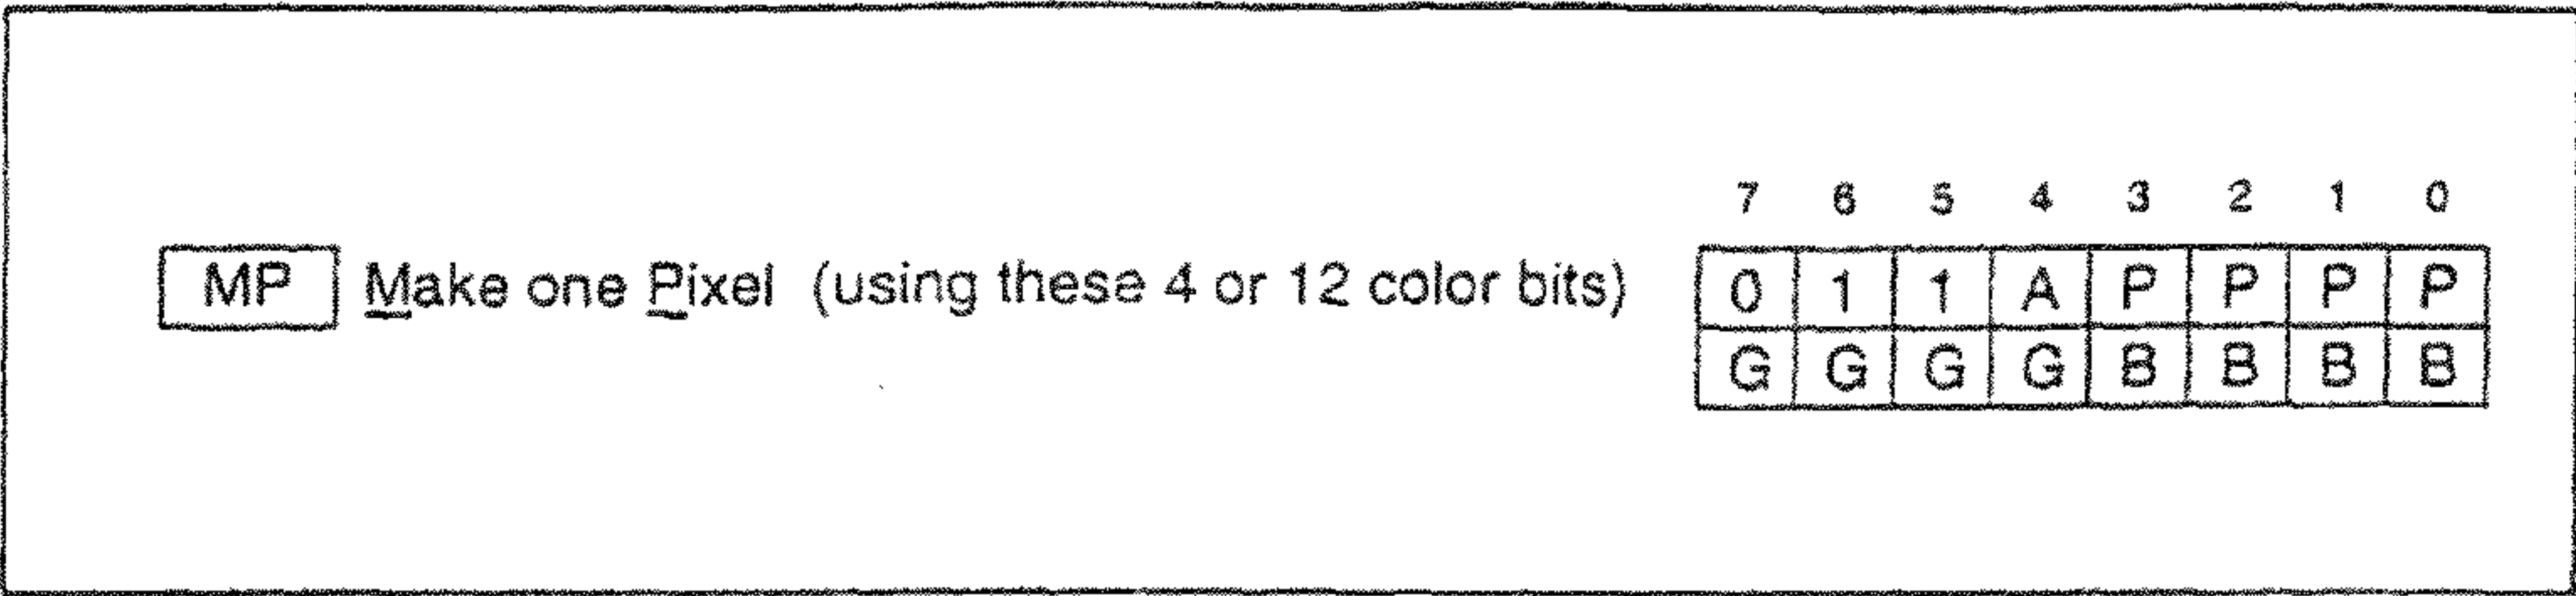 7 6 5 4 3 2 1 0
MP Make one Pixel (using these 4 or 12 color bits) 0 1 1 A P P P P
G G G G B B B B